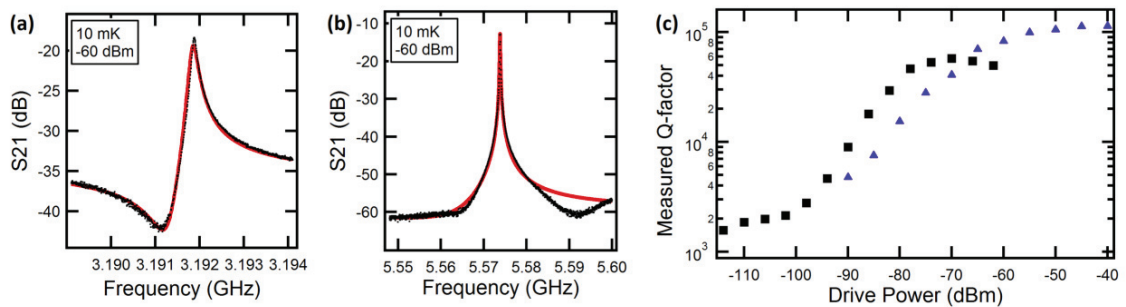 (a)
10 mK
-60 dBm
S21 (dB)
-20
-25
-30
-35
-40
3.190 3.191 3.192 3.193 3.194
Frequency (GHz)
(b)
10 mK
-60 dBm
S21 (dB)
-10
-20
-30
-40
-50
-60
5.55 5.56 5.57 5.58 5.59 5.60
Frequency (GHz)
(c)
Measured Q-factor
10^5
8
6
4
2
10^4
8
6
4
2
10^3
-110 -100 -90 -80 -70 -60 -50 -40
Drive Power (dBm)